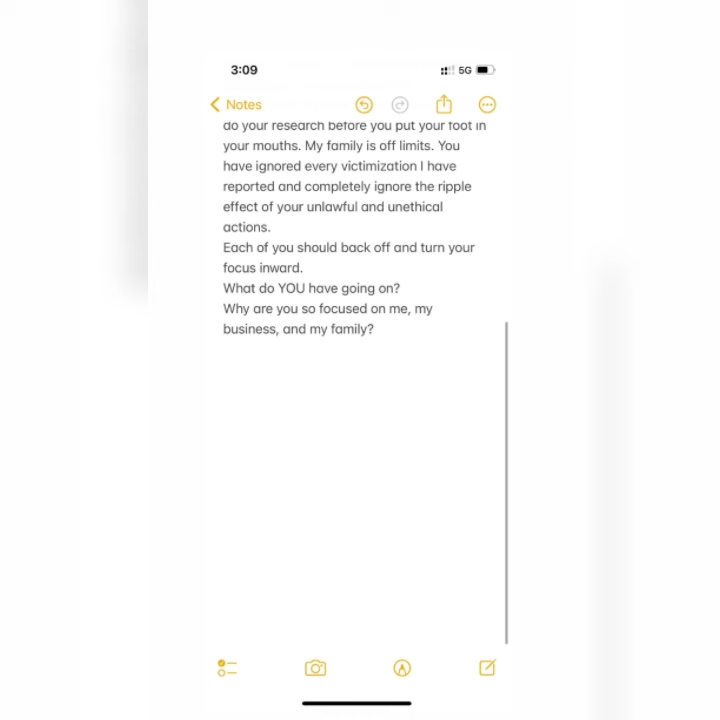 3:09
5G
Notes
do your research before you put your foot in
your mouths. My family is off limits. You
have ignored every victimization I have
reported and completely ignore the ripple
effect of your unlawful and unethical
actions.
Each of you should back off and turn your
focus inward.
What do YOU have going on?
Why are you so focused on me, my
business, and my family?